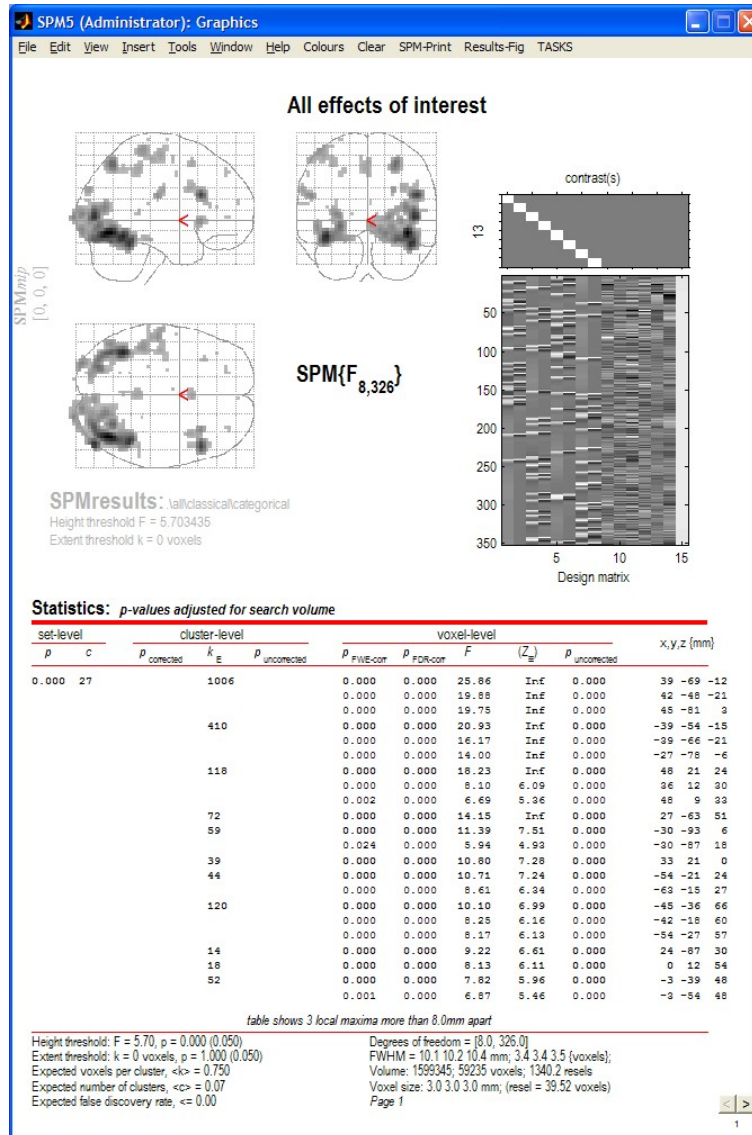 SPM5 (Administrator): Graphics
File Edit View Insert Tools Window Help Colours Clear SPM-Print Results-Fig TASKS
All effects of interest
SPMmip
[0, 0, 0]
<
<
<
SPM{F8,326}
contrast(s)
13
50
100
150
200
250
300
350
5 10 15
Design matrix
SPMresults: .\all\classical\categorical
Height threshold F = 5.703435
Extent threshold k = 0 voxels
Statistics: p-values adjusted for search volume
set-level cluster-level voxel-level x,y,z {mm}
p c p corrected k E p uncorrected p FWE-corr p FDR-corr F (Z≡) p uncorrected
0.000 27 1006 0.000 0.000 25.86 Inf 0.000 39 -69 -12
0.000 0.000 19.88 Inf 0.000 42 -48 -21
0.000 0.000 19.75 Inf 0.000 45 -81 3
410 0.000 0.000 20.93 Inf 0.000 -39 -54 -15
0.000 0.000 16.17 Inf 0.000 -39 -66 -21
0.000 0.000 14.00 Inf 0.000 -27 -78 -6
118 0.000 0.000 18.23 Inf 0.000 48 21 24
0.000 0.000 8.10 6.09 0.000 36 12 30
0.002 0.000 6.69 5.36 0.000 48 9 33
72 0.000 0.000 14.15 Inf 0.000 27 -63 51
59 0.000 0.000 11.39 7.51 0.000 -30 -93 6
0.024 0.000 5.94 4.93 0.000 -30 -87 18
39 0.000 0.000 10.80 7.28 0.000 33 21 0
44 0.000 0.000 10.71 7.24 0.000 -54 -21 24
0.000 0.000 8.61 6.34 0.000 -63 -15 27
120 0.000 0.000 10.10 6.99 0.000 -45 -36 66
0.000 0.000 8.25 6.16 0.000 -42 -18 60
0.000 0.000 8.17 6.13 0.000 -54 -27 57
14 0.000 0.000 9.22 6.61 0.000 24 -87 30
18 0.000 0.000 8.13 6.11 0.000 0 12 54
52 0.000 0.000 7.82 5.96 0.000 -3 -39 48
0.001 0.000 6.87 5.46 0.000 -3 -54 48
table shows 3 local maxima more than 8.0mm apart
Height threshold: F = 5.70, p = 0.000 (0.050)
Extent threshold: k = 0 voxels, p = 1.000 (0.050)
Expected voxels per cluster, <k> = 0.750
Expected number of clusters, <c> = 0.07
Expected false discovery rate, <= 0.00
Degrees of freedom = [8.0, 326.0]
FWHM = 10.1 10.2 10.4 mm; 3.4 3.4 3.5 {voxels};
Volume: 1599345; 59235 voxels; 1340.2 resels
Voxel size: 3.0 3.0 3.0 mm; (resel = 39.52 voxels)
Page 1
< >
1